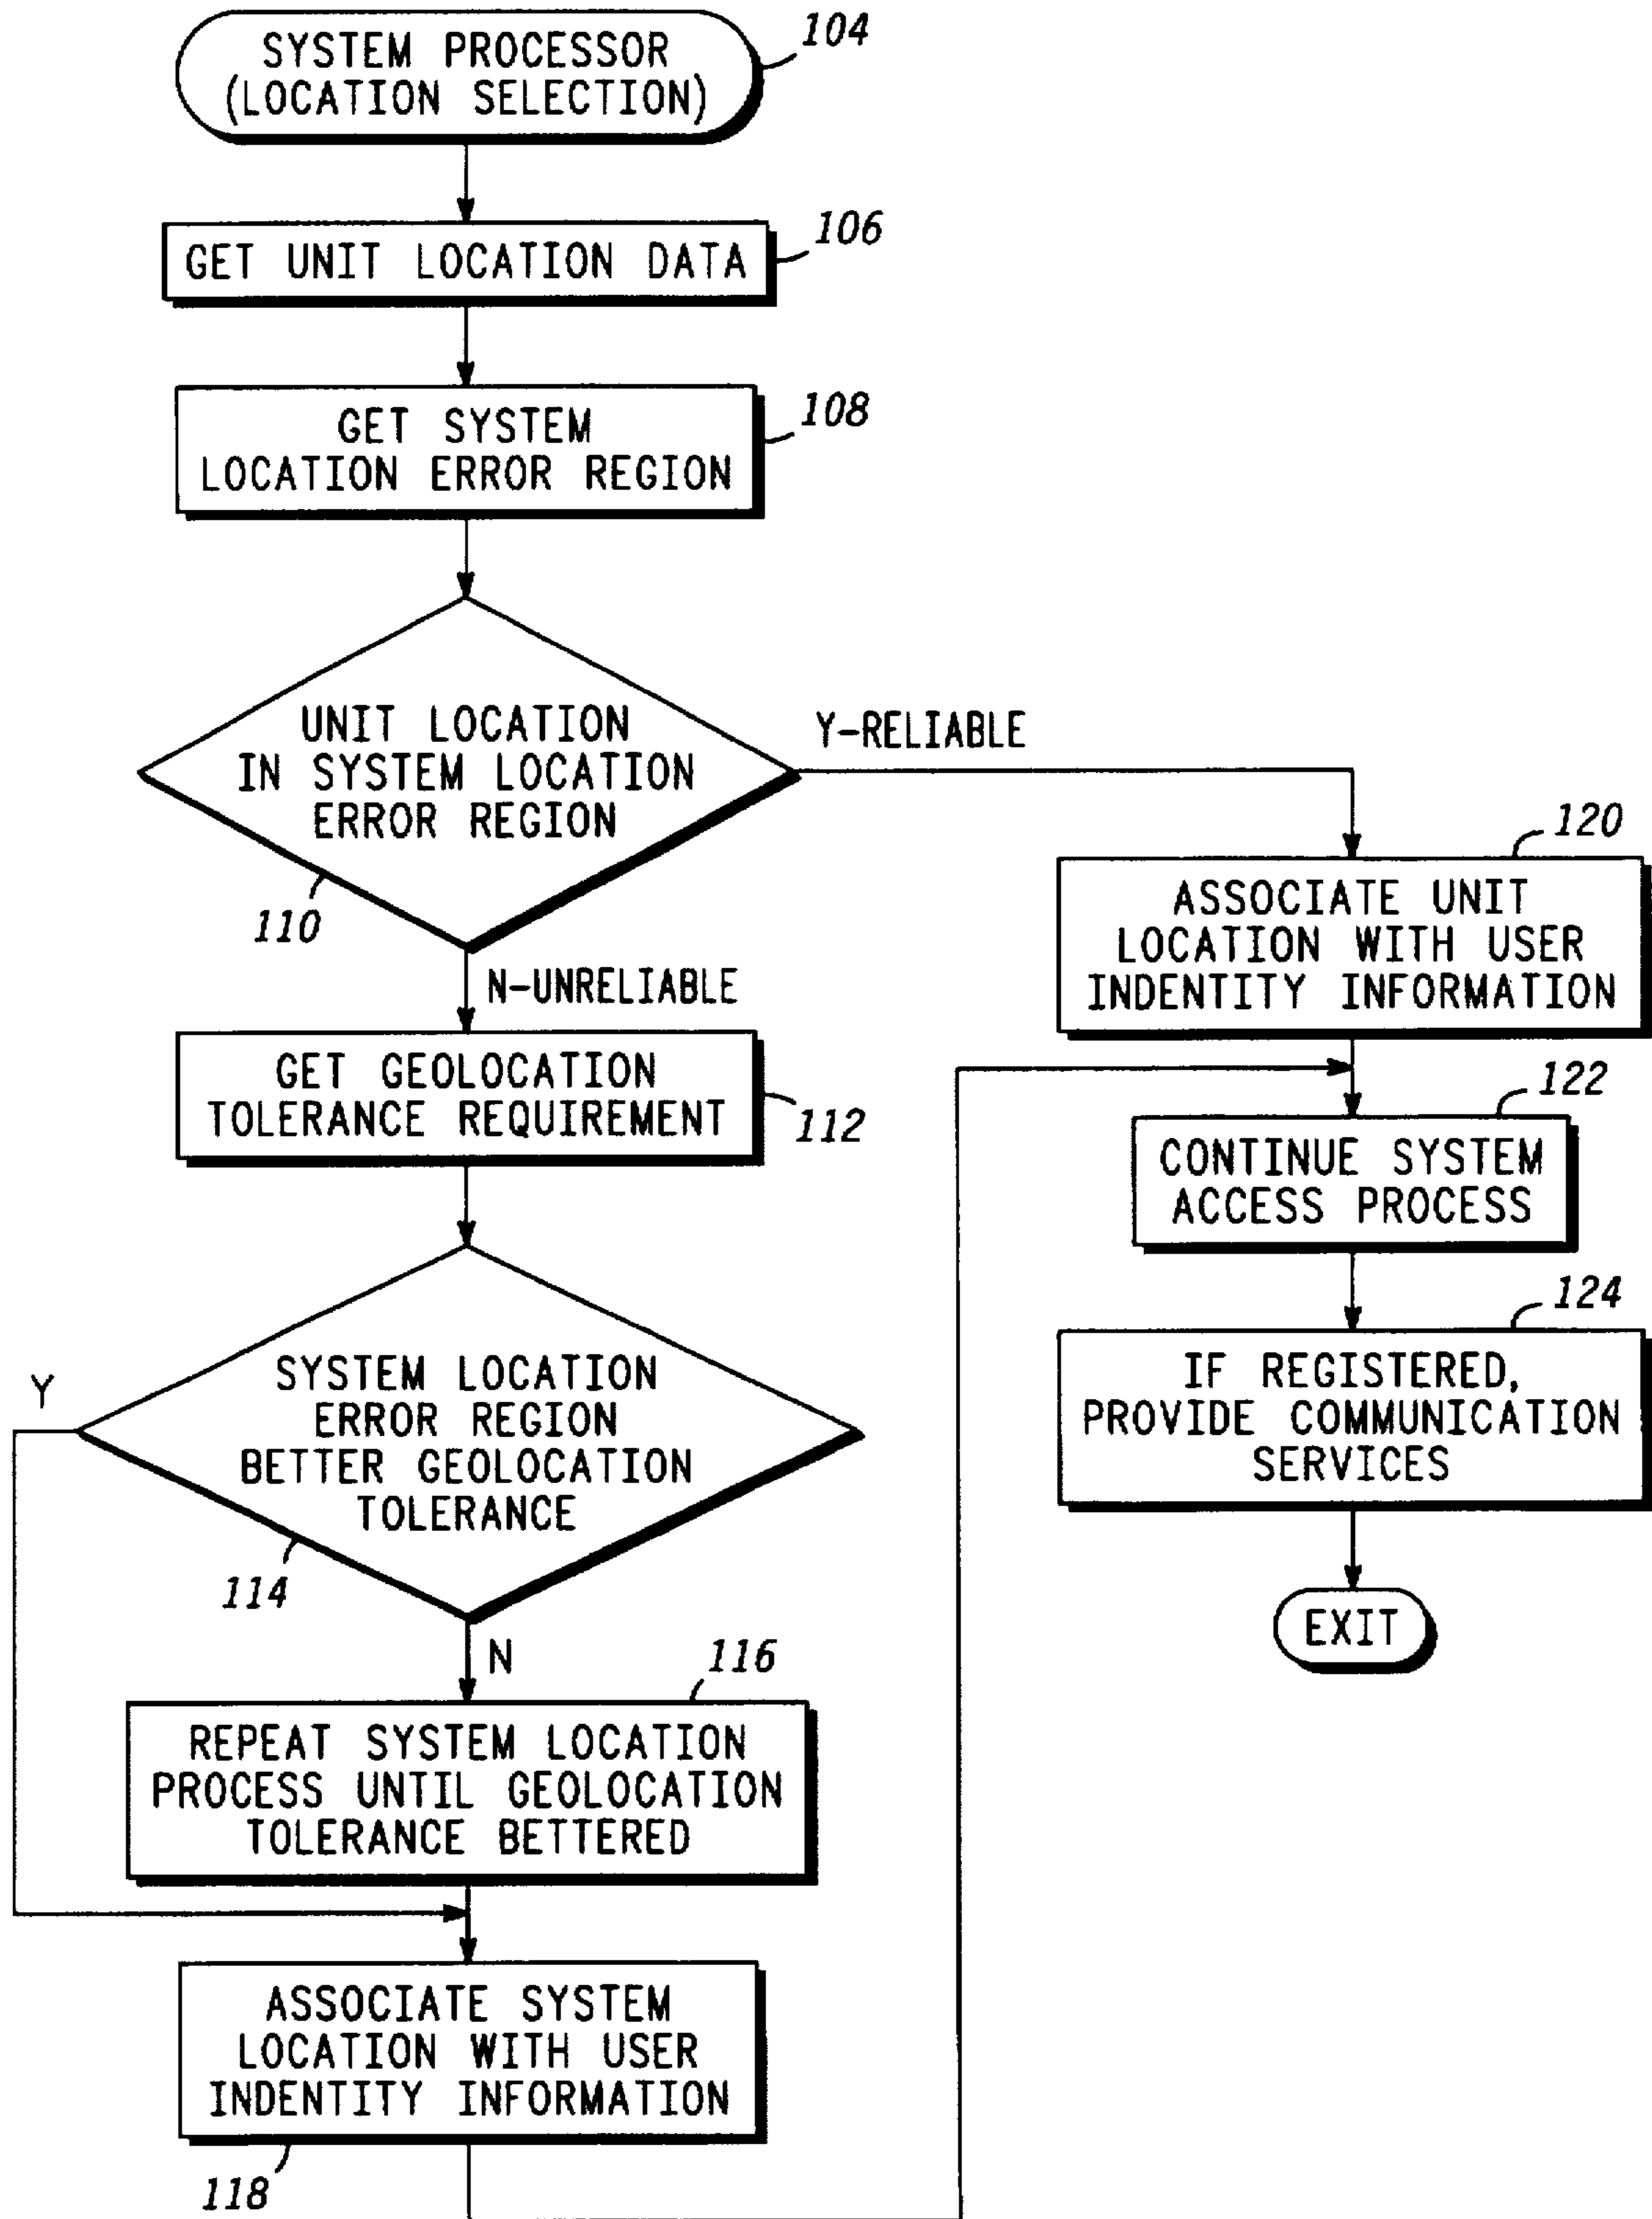 SYSTEM PROCESSOR
(LOCATION SELECTION)
104
GET UNIT LOCATION DATA
106
GET SYSTEM
LOCATION ERROR REGION
108
UNIT LOCATION
IN SYSTEM LOCATION
ERROR REGION
110
Y-RELIABLE
N-UNRELIABLE
GET GEOLOCATION
TOLERANCE REQUIREMENT
112
SYSTEM LOCATION
ERROR REGION
BETTER GEOLOCATION
TOLERANCE
114
Y
N
116
REPEAT SYSTEM LOCATION
PROCESS UNTIL GEOLOCATION
TOLERANCE BETTERED
ASSOCIATE SYSTEM
LOCATION WITH USER
INDENTITY INFORMATION
118
120
ASSOCIATE UNIT
LOCATION WITH USER
INDENTITY INFORMATION
122
CONTINUE SYSTEM
ACCESS PROCESS
124
IF REGISTERED,
PROVIDE COMMUNICATION
SERVICES
EXIT